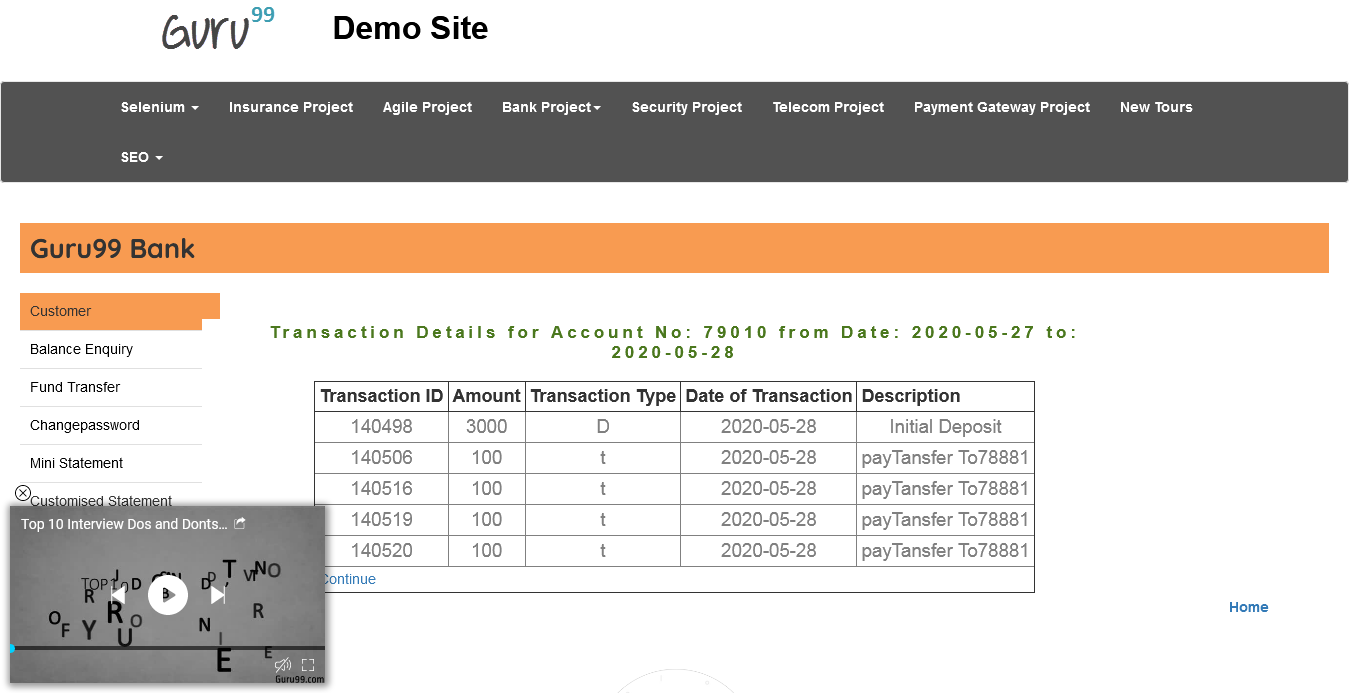 Guru99
Demo Site
Selenium
Insurance Project
Agile Project
Bank Project
Security Project
Telecom Project
Payment Gateway Project
New Tours
SEO
Guru99 Bank
Customer
Balance Enquiry
Fund Transfer
Changepassword
Mini Statement
Customised Statement
Transaction Details for Account No: 79010 from Date: 2020-05-27 to:
2020-05-28
Transaction ID Amount Transaction Type Date of Transaction Description
140498 3000 D 2020-05-28 Initial Deposit
140506 100 t 2020-05-28 payTansfer To78881
140516 100 t 2020-05-28 payTansfer To78881
140519 100 t 2020-05-28 payTansfer To78881
140520 100 t 2020-05-28 payTansfer To78881
Continue
Home
Top 10 Interview Dos and Donts...
Guru99.com